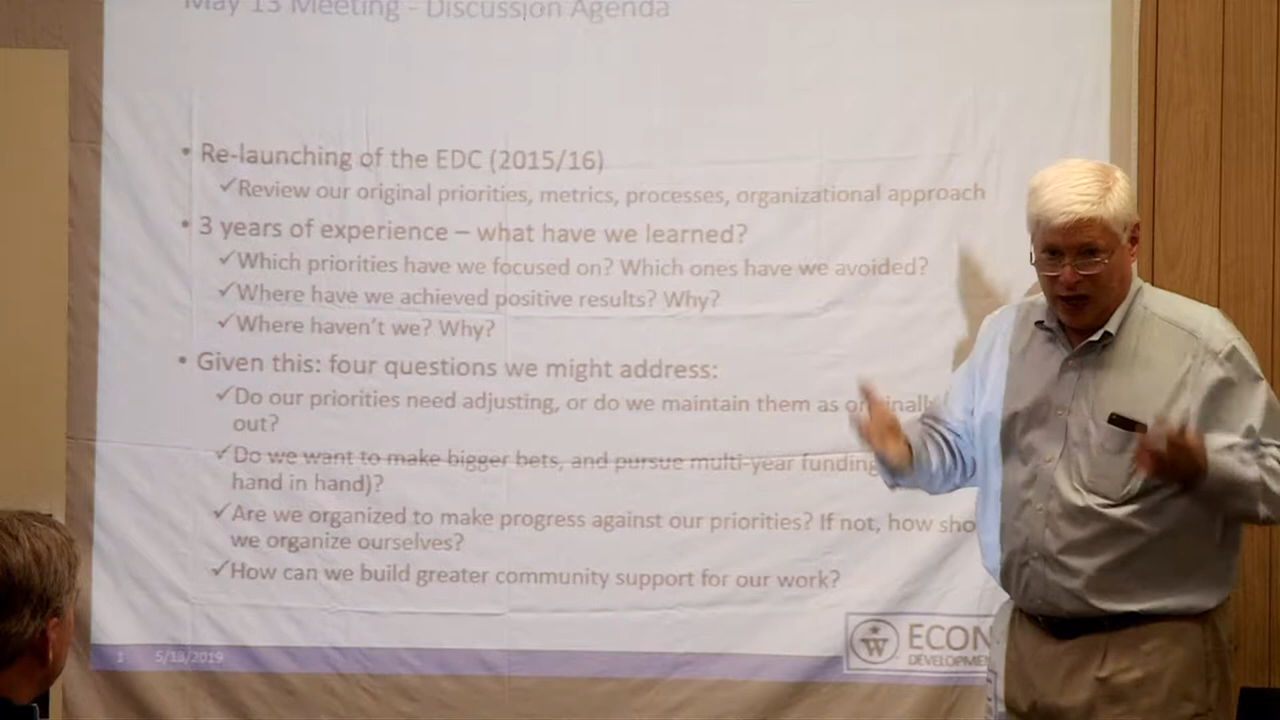 May 13 Meeting - Discussion Agenda
• Re-launching of the EDC (2015/16)
✓Review our original priorities, metrics, processes, organizational approach
• 3 years of experience – what have we learned?
✓Which priorities have we focused on? Which ones have we avoided?
✓Where have we achieved positive results? Why?
✓Where haven't we? Why?
• Given this: four questions we might address:
✓Do our priorities need adjusting, or do we maintain them as
out?
✓Do we want to make bigger bets, and pursue multi-year funding
hand in hand)?
✓Are we organized to make progress against our priorities? If not, how sho
we organize ourselves?
✓How can we build greater community support for our work?
1 5/13/2019
W
ECON
DEVELOPME